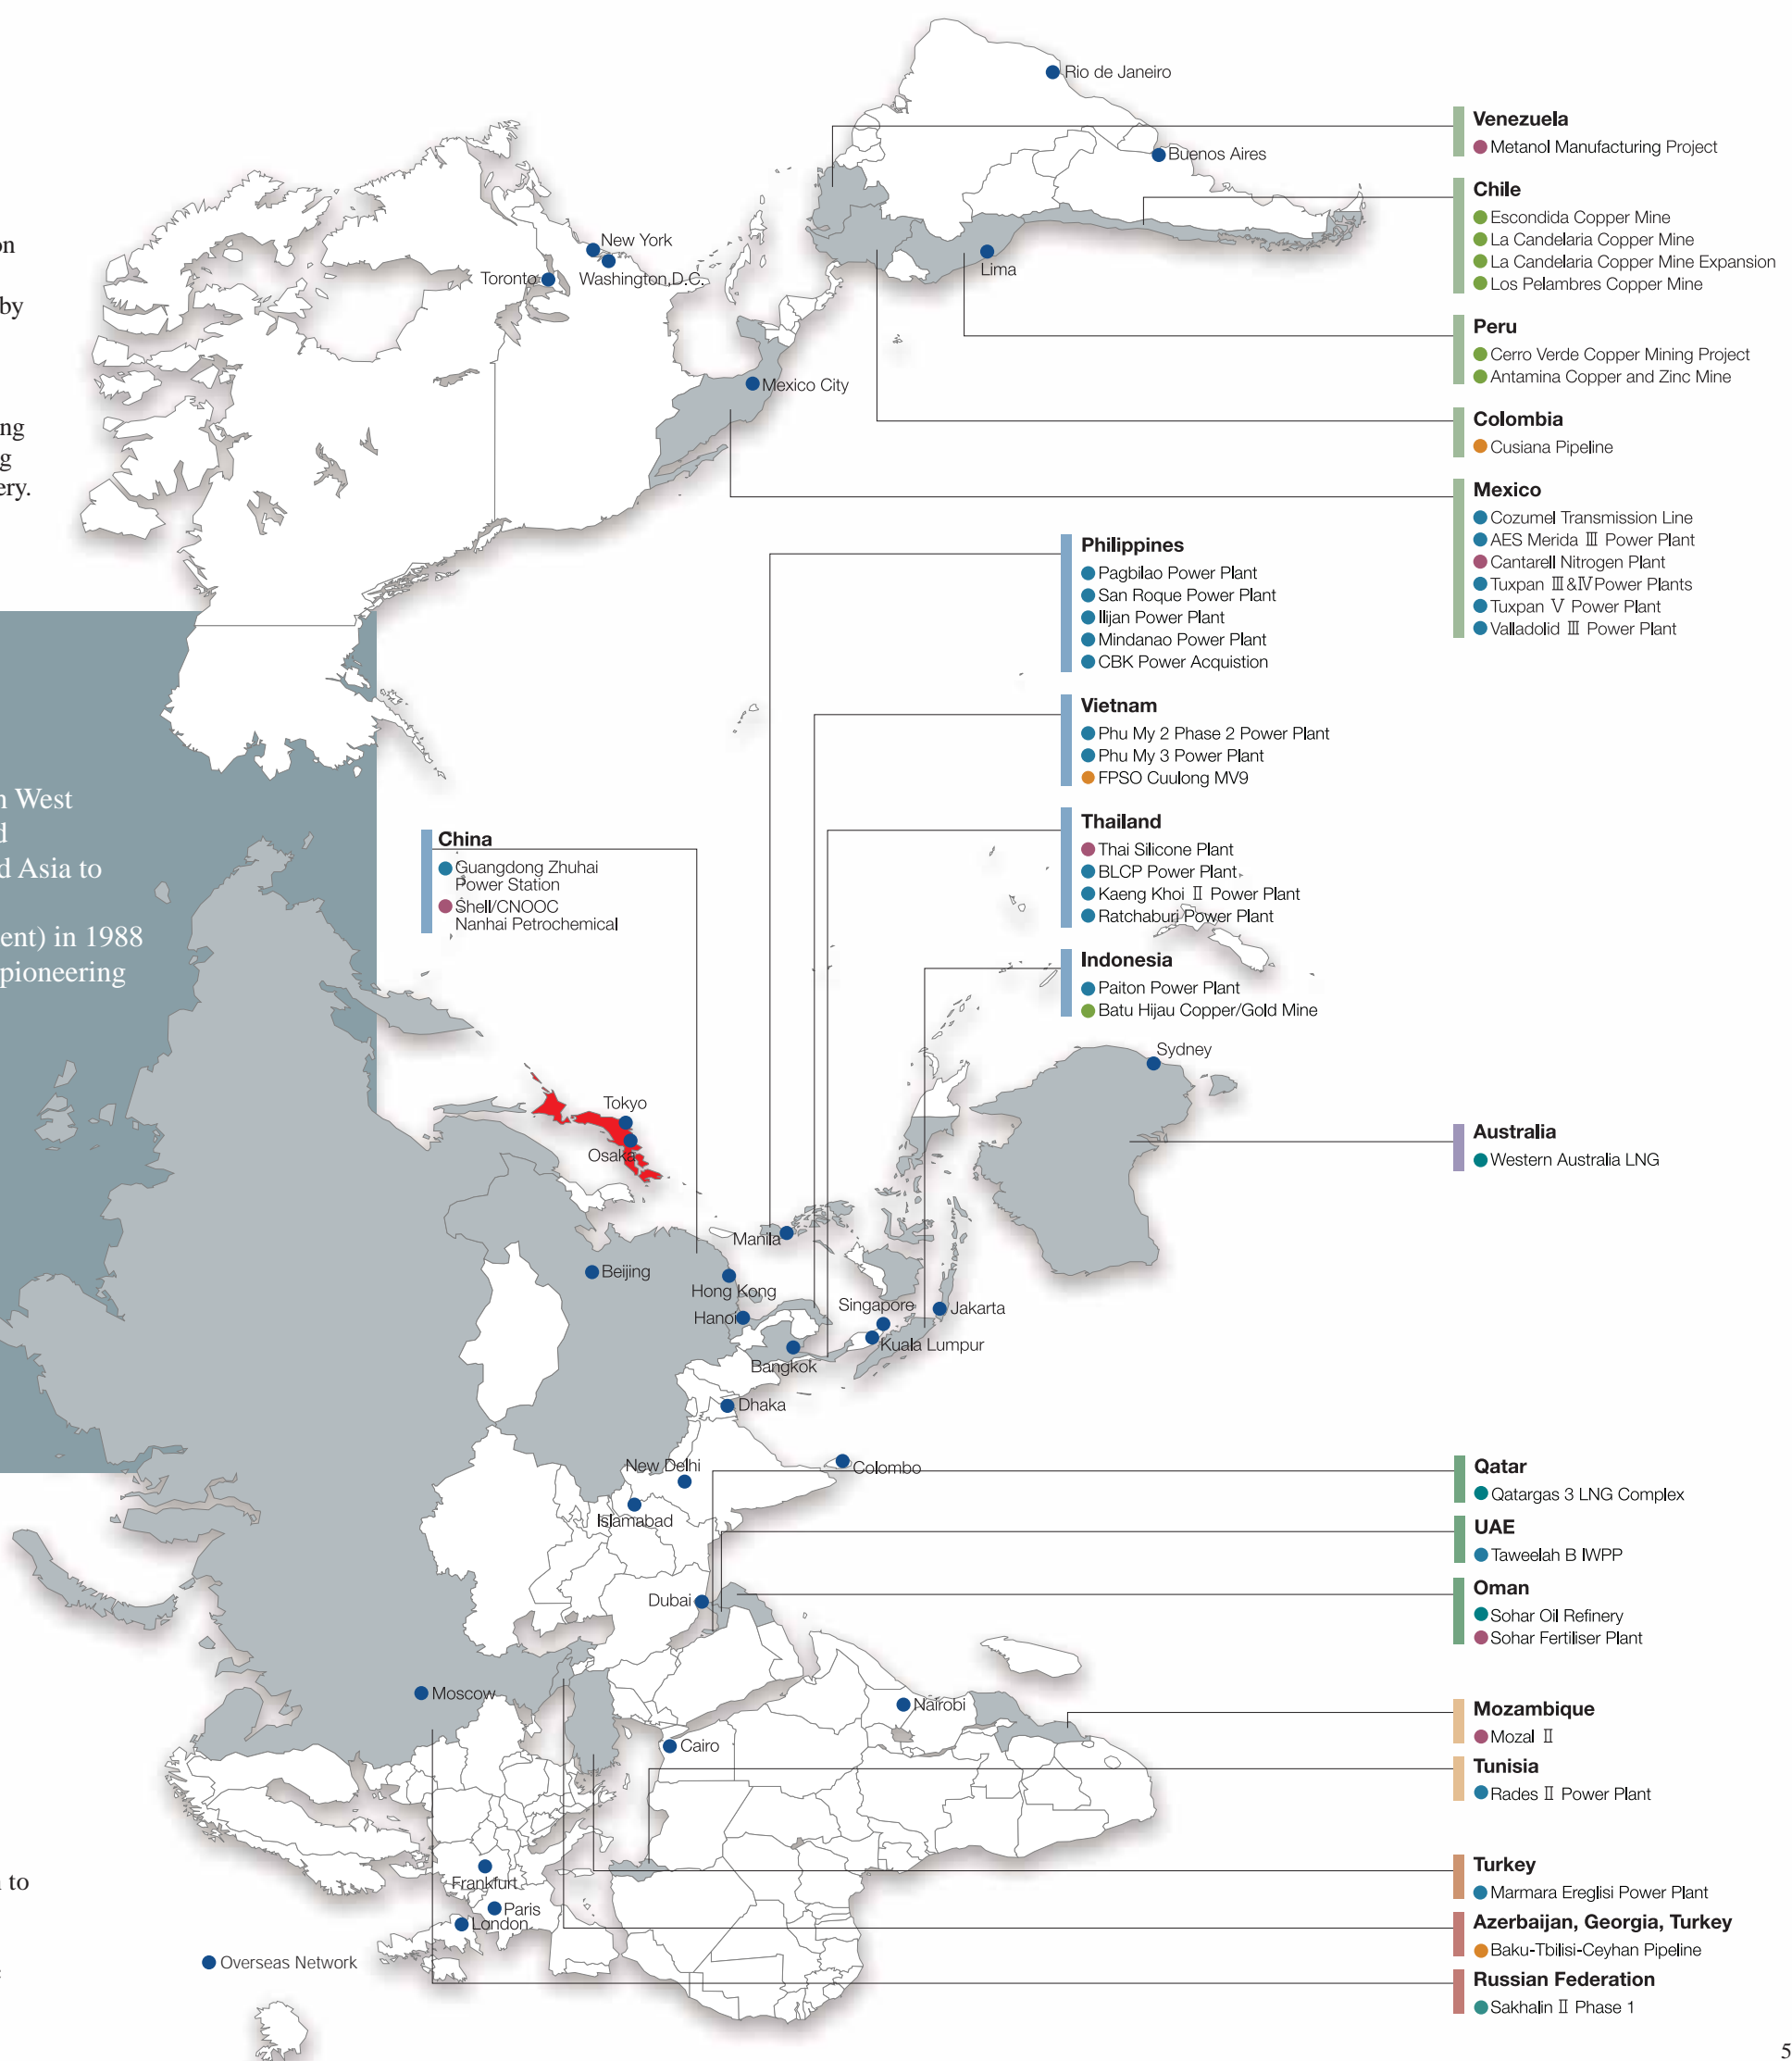 on
by
ng
g
ery.
n West
d
d Asia to
ent) in 1988
pioneering
n to
Rio de Janeiro
Buenos Aires
New York
Toronto
Washington,D.C.
Lima
Mexico City
Venezuela
Metanol Manufacturing Project
Chile
Escondida Copper Mine
La Candelaria Copper Mine
La Candelaria Copper Mine Expansion
Los Pelambres Copper Mine
Peru
Cerro Verde Copper Mining Project
Antamina Copper and Zinc Mine
Colombia
Cusiana Pipeline
Mexico
Cozumel Transmission Line
AES Merida Ⅲ Power Plant
Cantarell Nitrogen Plant
Tuxpan Ⅲ&Ⅳ Power Plants
Tuxpan Ⅴ Power Plant
Valladolid Ⅲ Power Plant
Philippines
Pagbilao Power Plant
San Roque Power Plant
Ilijan Power Plant
Mindanao Power Plant
CBK Power Acquistion
Vietnam
Phu My 2 Phase 2 Power Plant
Phu My 3 Power Plant
FPSO Cuulong MV9
Thailand
Thai Silicone Plant
BLCP Power Plant
Kaeng Khoi Ⅱ Power Plant
Ratchaburi Power Plant
Indonesia
Paiton Power Plant
Batu Hijau Copper/Gold Mine
China
Guangdong Zhuhai
Power Station
Shell/CNOOC
Nanhai Petrochemical
Sydney
Tokyo
Osaka
Australia
Western Australia LNG
Manila
Beijing
Hong Kong
Hanoi
Singapore
Jakarta
Kuala Lumpur
Bangkok
Dhaka
New Delhi
Colombo
Islamabad
Dubai
Qatar
Qatargas 3 LNG Complex
UAE
Taweelah B IWPP
Oman
Sohar Oil Refinery
Sohar Fertiliser Plant
Moscow
Nairobi
Cairo
Mozambique
Mozal Ⅱ
Tunisia
Rades Ⅱ Power Plant
Frankfurt
Paris
London
Turkey
Marmara Ereglisi Power Plant
Azerbaijan, Georgia, Turkey
Baku-Tbilisi-Ceyhan Pipeline
Russian Federation
Sakhalin Ⅱ Phase 1
Overseas Network
5